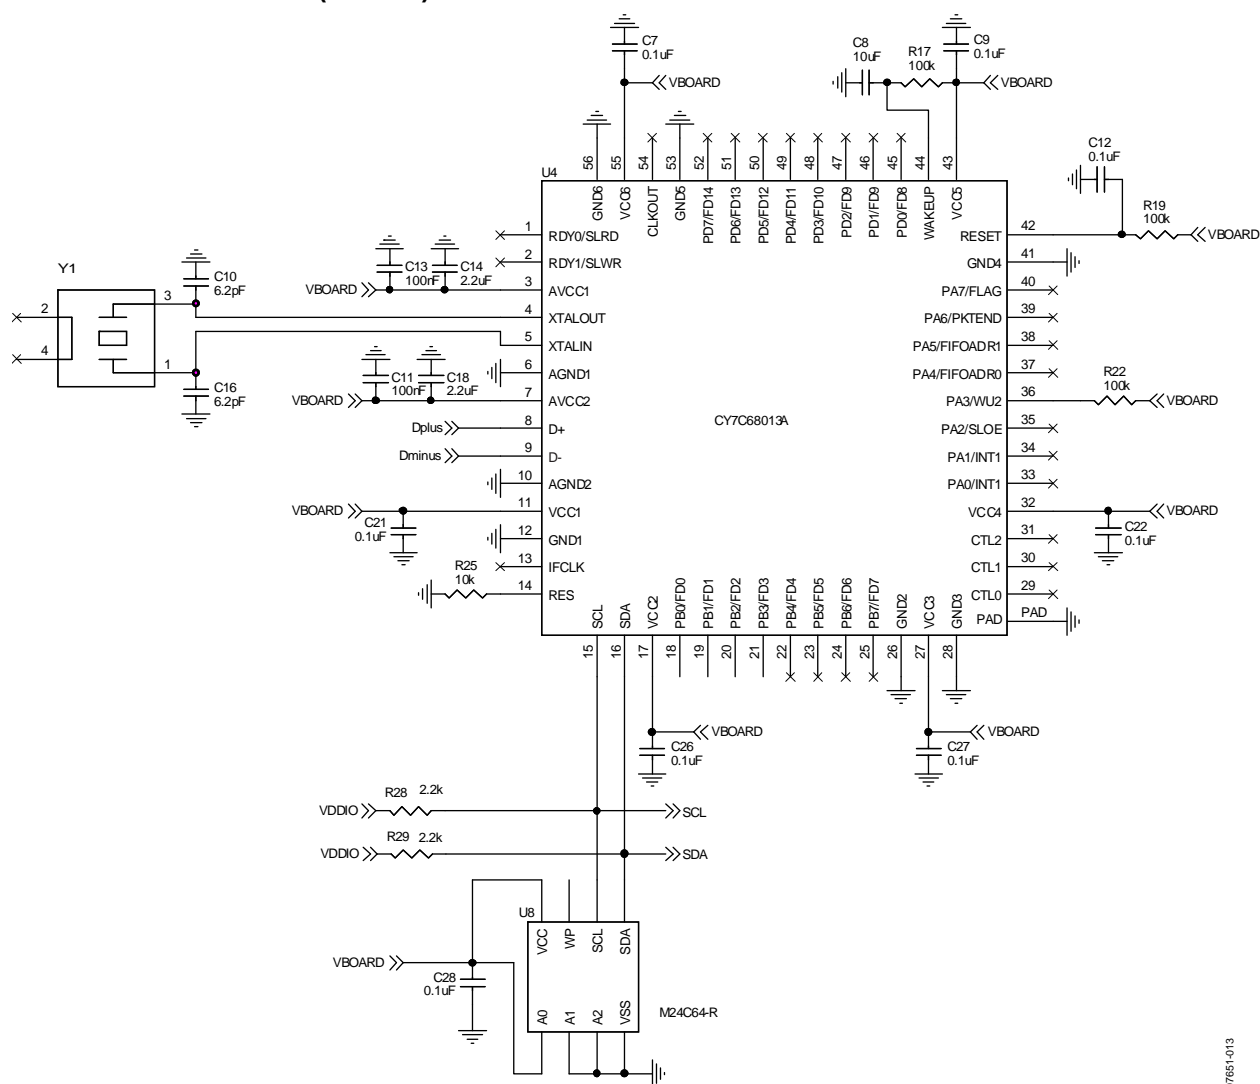 C7
0.1uF
VBOARD
C8
10uF
R17
100k
C9
0.1uF
VBOARD
C12
0.1uF
R19
100k
VBOARD
56
55
54
53
52
51
50
49
48
47
46
45
44
43
U4
GND6
VCC6
CLKOUT
GND5
PD7/FD14
PD6/FD13
PD5/FD12
PD4/FD11
PD3/FD10
PD2/FD9
PD1/FD9
PD0/FD8
WAKEUP
VCC5
1
RDY0/SLRD
2
RDY1/SLWR
3
AVCC1
4
XTALOUT
5
XTALIN
6
AGND1
7
AVCC2
8
D+
9
D-
10
AGND2
11
VCC1
12
GND1
13
IFCLK
14
RES
RESET
42
GND4
41
PA7/FLAG
40
PA6/PKTEND
39
PA5/FIFOADR1
38
PA4/FIFOADR0
37
PA3/WU2
36
PA2/SLOE
35
PA1/INT1
34
PA0/INT1
33
VCC4
32
CTL2
31
CTL1
30
CTL0
29
PAD
PAD
CY7C68013A
Y1
2
4
3
1
C10
6.2pF
C16
6.2pF
C13
100nF
C14
2.2uF
VBOARD
C11
100nF
C18
2.2uF
VBOARD
Dplus
Dminus
VBOARD
C21
0.1uF
R25
10k
R22
100k
VBOARD
VBOARD
C22
0.1uF
SCL
SDA
VCC2
PB0/FD0
PB1/FD1
PB2/FD2
PB3/FD3
PB4/FD4
PB5/FD5
PB6/FD6
PB7/FD7
GND2
VCC3
GND3
15
16
17
18
19
20
21
22
23
24
25
26
27
28
VBOARD
C26
0.1uF
VBOARD
C27
0.1uF
VDDIO
R28
2.2k
SCL
VDDIO
R29
2.2k
SDA
U8
VCC
WP
SCL
SDA
VBOARD
C28
0.1uF
A0
A1
A2
VSS
M24C64-R